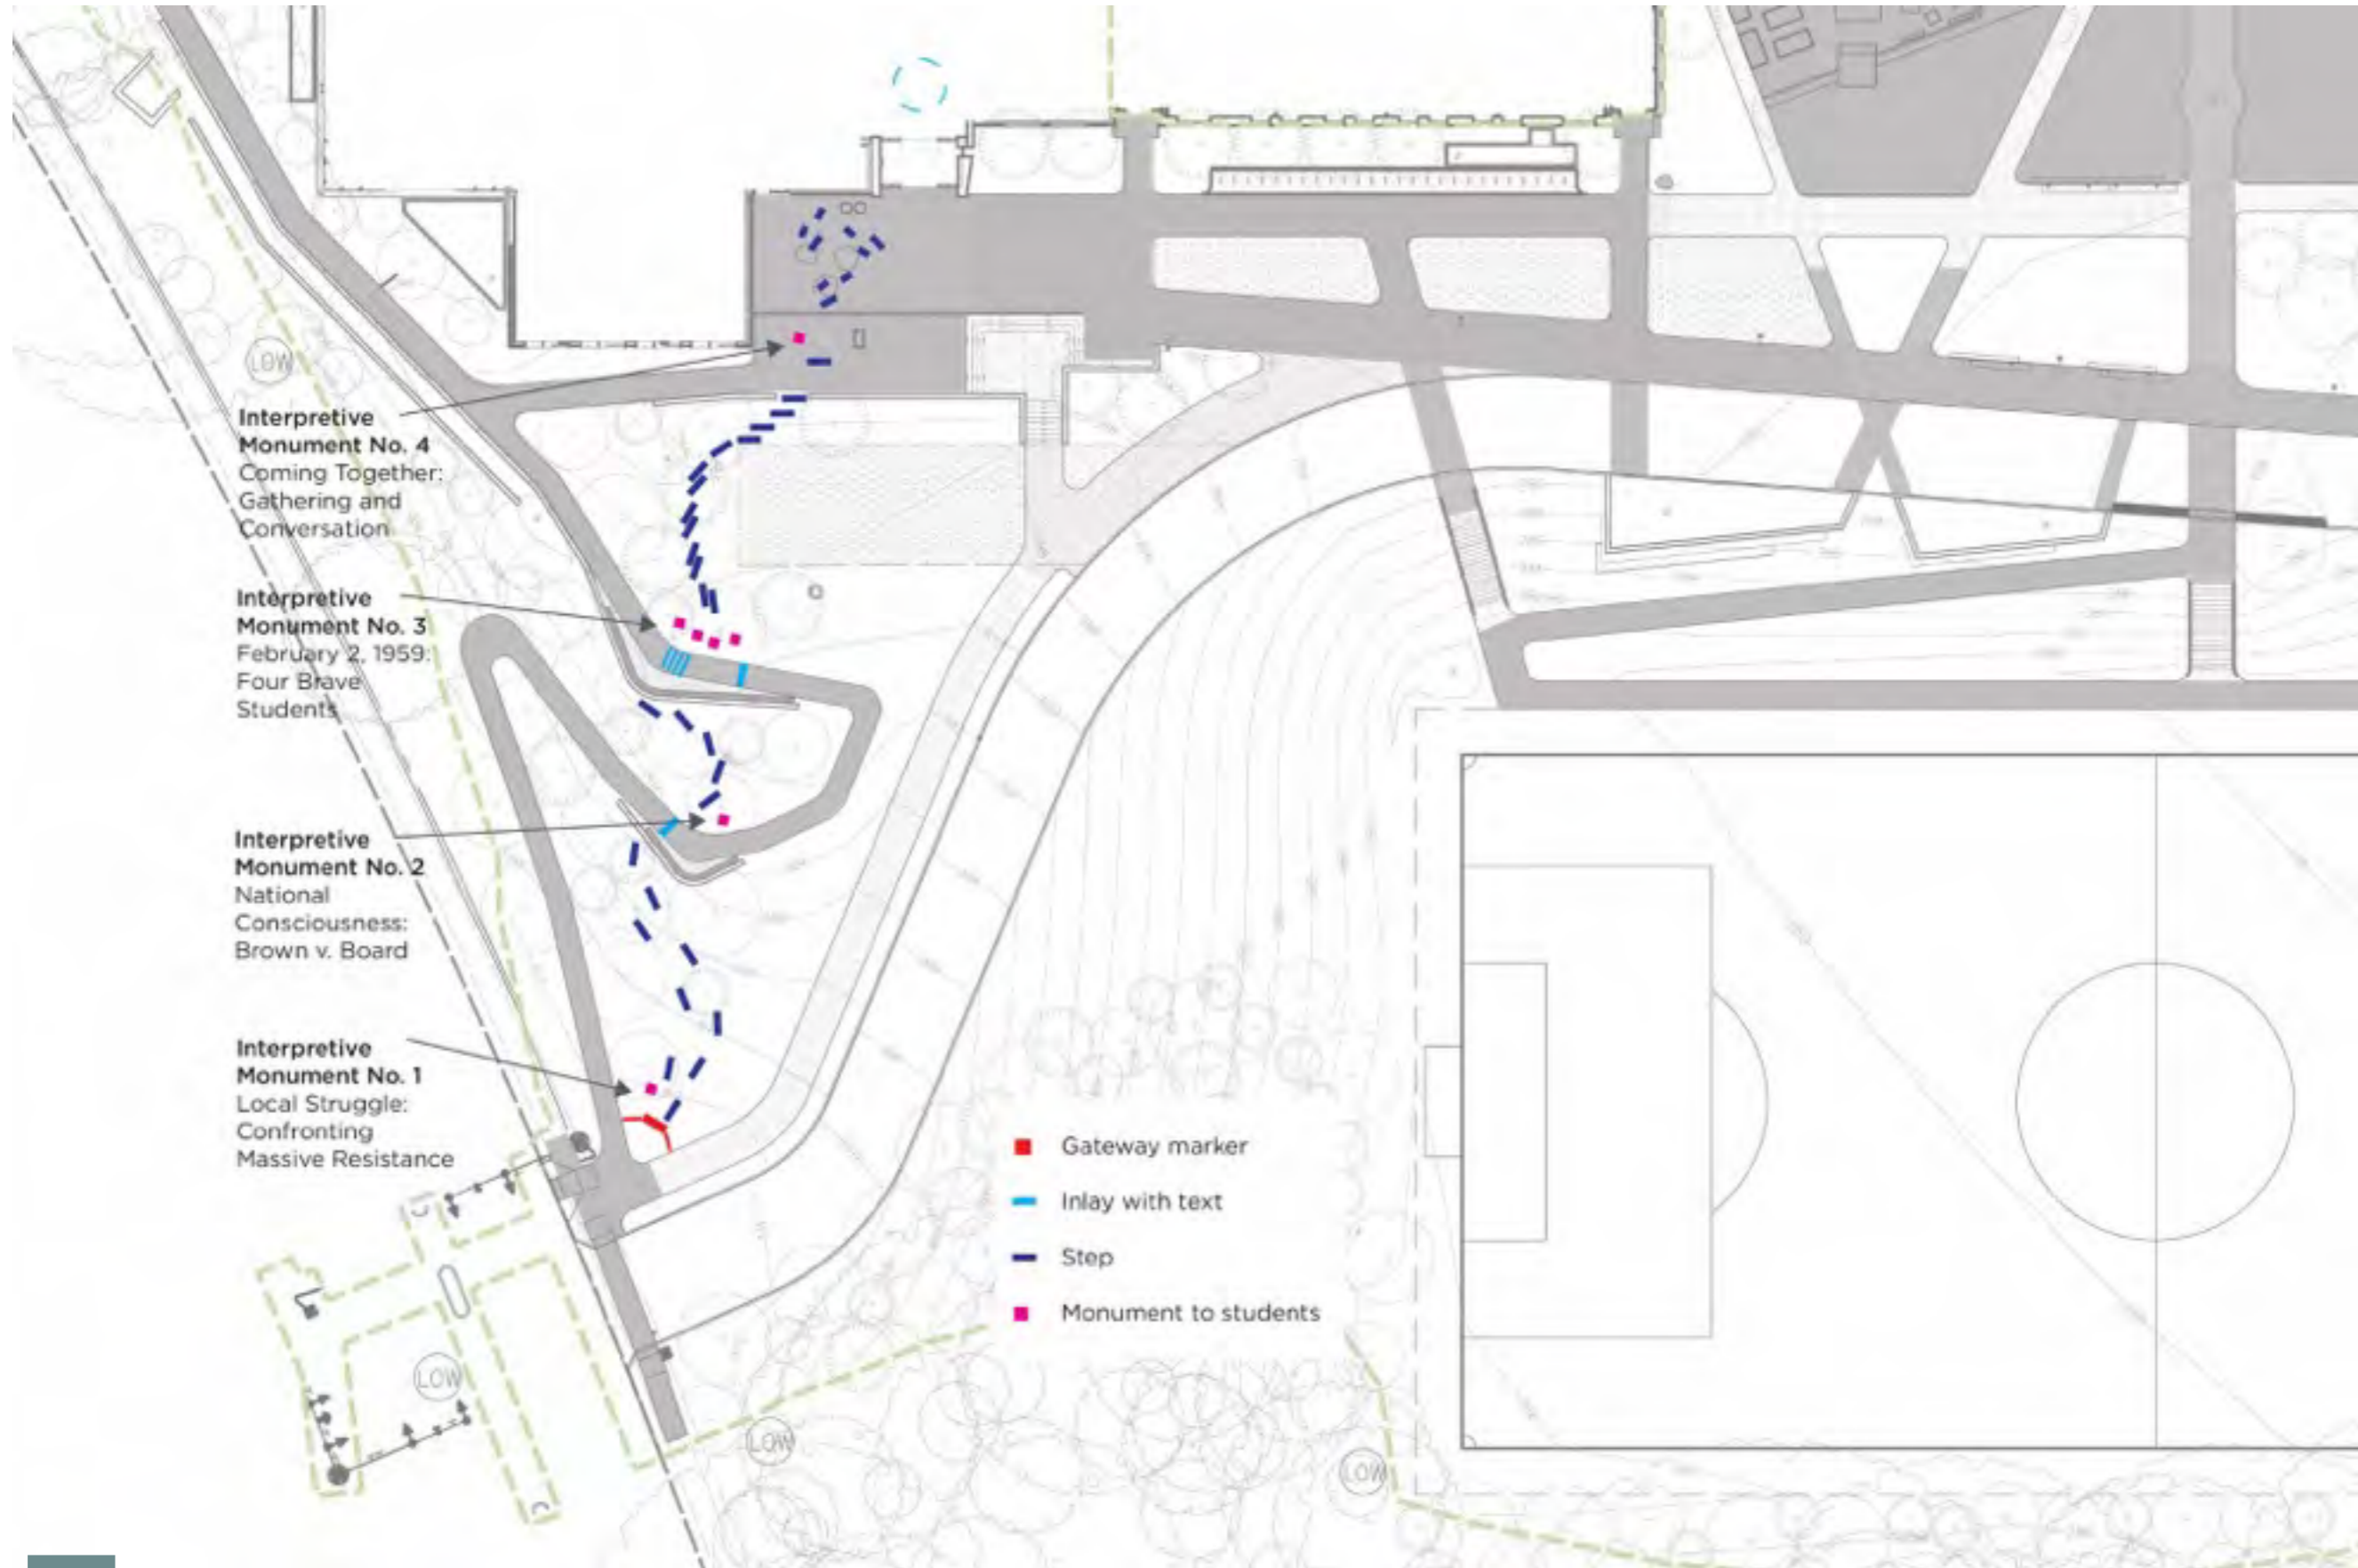 LOW
Interpretive
Monument No. 4
Coming Together:
Gathering and
Conversation
Interpretive
Monument No. 3
February 2, 1959:
Four Brave
Students
Interpretive
Monument No. 2
National
Consciousness:
Brown v. Board
Interpretive
Monument No. 1
Local Struggle:
Confronting
Massive Resistance
Gateway marker
Inlay with text
Step
Monument to students
LOW
LOW
LOW